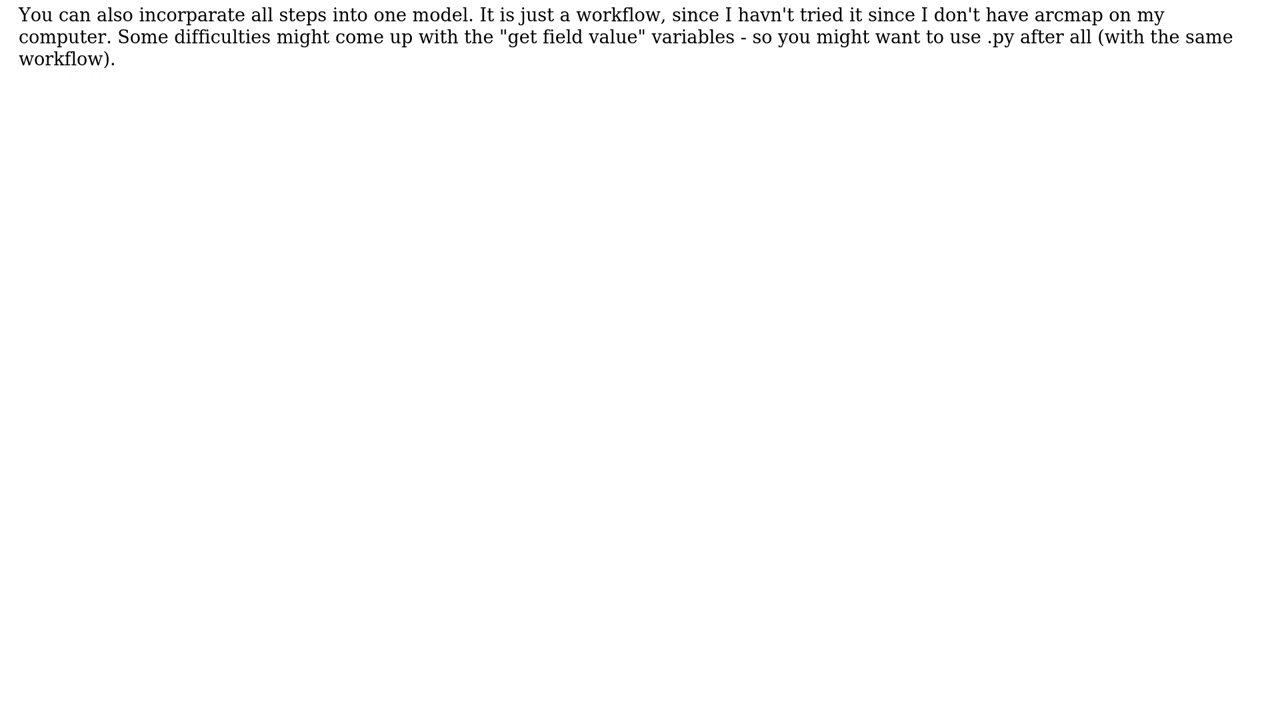 You can also incorparate all steps into one model. It is just a workflow, since I havn't tried it since I don't have arcmap on my
computer. Some difficulties might come up with the "get field value" variables - so you might want to use .py after all (with the same
workflow).